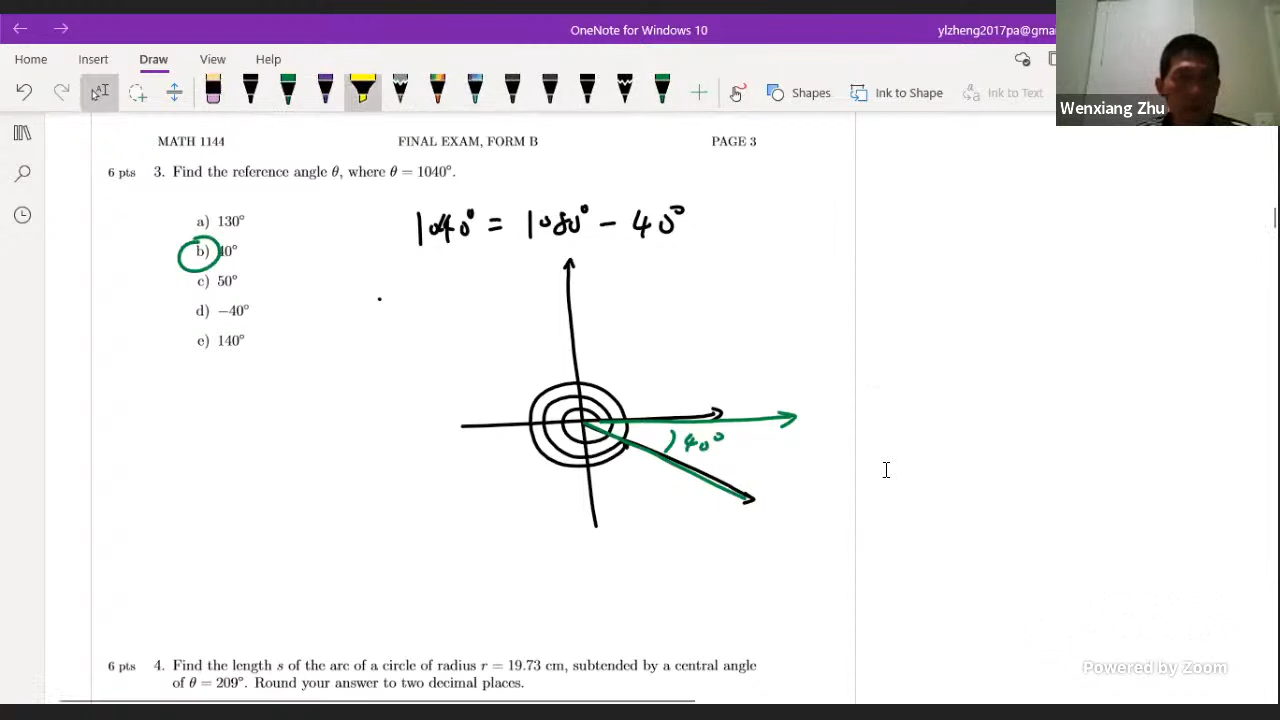 OneNote for Windows 10
ylzheng2017pa@gmai
Home Insert Draw View Help
Shapes Ink to Shape Ink to Text
Wenxiang Zhu
MATH 1144 FINAL EXAM, FORM B PAGE 3
6 pts 3. Find the reference angle θ, where θ = 1040°.
a) 130°
b) 40°
c) 50°
d) −40°
e) 140°
1040° = 1080° − 40°
40°
6 pts 4. Find the length s of the arc of a circle of radius r = 19.73 cm, subtended by a central angle
of θ = 209°. Round your answer to two decimal places.
Powered by Zoom